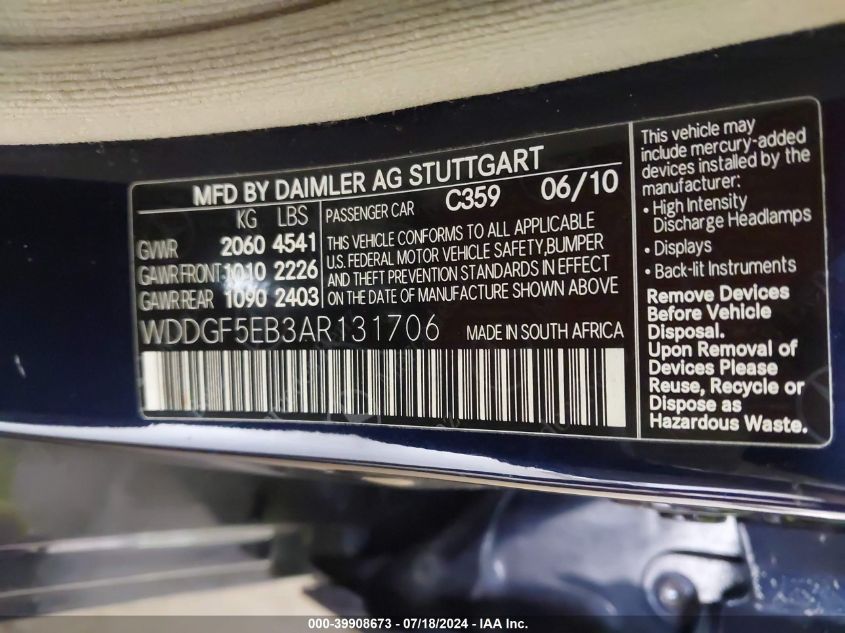 MFD BY DAIMLER AG STUTTGART
KG LBS
GVWR 2060 4541
GAWR FRONT 1010 2226
GAWR REAR 1090 2403
PASSENGER CAR C359 06/10
THIS VEHICLE CONFORMS TO ALL APPLICABLE
U.S. FEDERAL MOTOR VEHICLE SAFETY, BUMPER
AND THEFT PREVENTION STANDARDS IN EFFECT
ON THE DATE OF MANUFACTURE SHOWN ABOVE
WDDGF5EB3AR131706 MADE IN SOUTH AFRICA
This vehicle may
include mercury-added
devices installed by the
manufacturer:
• High Intensity
Discharge Headlamps
• Displays
• Back-lit Instruments
Remove Devices
Before Vehicle
Disposal.
Upon Removal of
Devices Please
Reuse, Recycle or
Dispose as
Hazardous Waste.
000-39908673 - 07/18/2024 - IAA Inc.